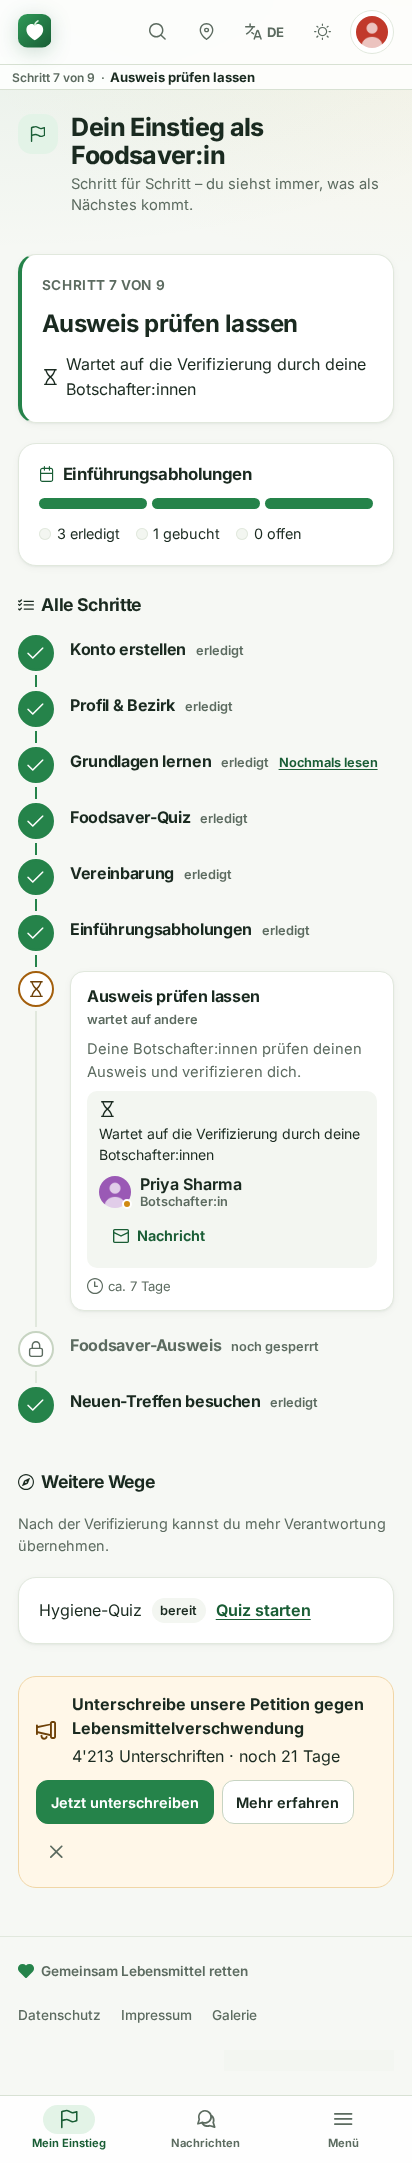 DE
Schritt 7 von 9 · Ausweis prüfen lassen
Dein Einstieg als
Foodsaver:in
Schritt für Schritt – du siehst immer, was als
Nächstes kommt.
SCHRITT 7 VON 9
Ausweis prüfen lassen
Wartet auf die Verifizierung durch deine
Botschafter:innen
Einführungsabholungen
3 erledigt 1 gebucht 0 offen
Alle Schritte
Konto erstellen erledigt
Profil & Bezirk erledigt
Grundlagen lernen erledigt Nochmals lesen
Foodsaver-Quiz erledigt
Vereinbarung erledigt
Einführungsabholungen erledigt
Ausweis prüfen lassen
wartet auf andere
Deine Botschafter:innen prüfen deinen
Ausweis und verifizieren dich.
Wartet auf die Verifizierung durch deine
Botschafter:innen
Priya Sharma
Botschafter:in
Nachricht
ca. 7 Tage
Foodsaver-Ausweis noch gesperrt
Neuen-Treffen besuchen erledigt
Weitere Wege
Nach der Verifizierung kannst du mehr Verantwortung
übernehmen.
Hygiene-Quiz bereit Quiz starten
Unterschreibe unsere Petition gegen
Lebensmittelverschwendung
4'213 Unterschriften · noch 21 Tage
Jetzt unterschreiben Mehr erfahren
Gemeinsam Lebensmittel retten
Datenschutz Impressum Galerie
Mein Einstieg Nachrichten Menü